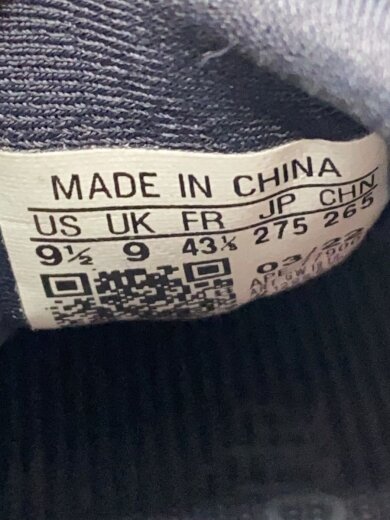 MADE IN CHINA
US UK FR JP CHN
9½ 9 43⅓ 275 265
03/22